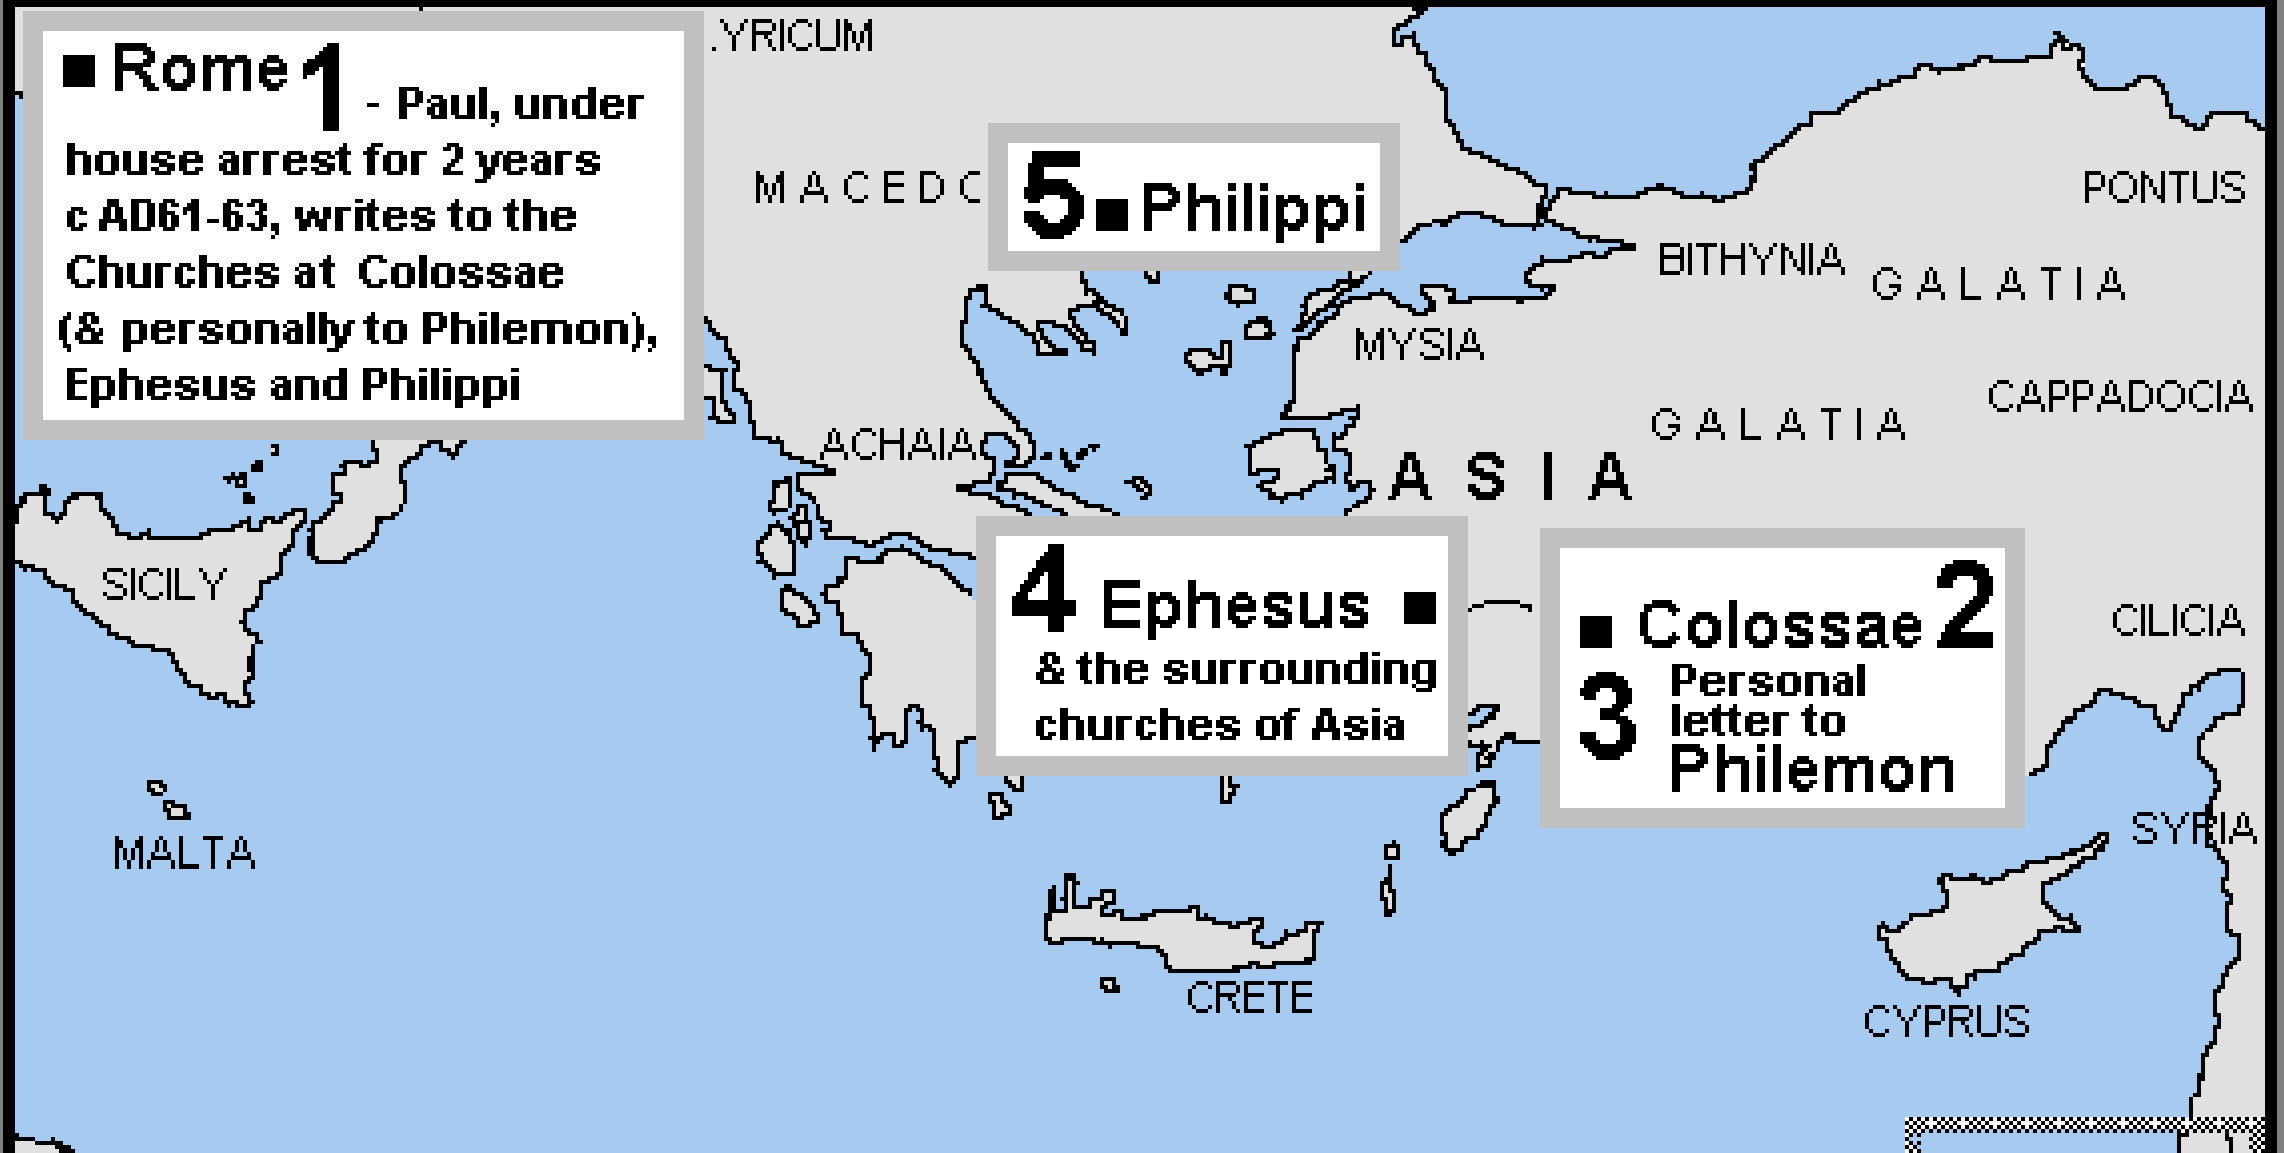 ■ Rome 1 - Paul, under
house arrest for 2 years
c AD61-63, writes to the
Churches at Colossae
(& personally to Philemon),
Ephesus and Philippi
.YRICUM
MACEDC
5 ■ Philippi
PONTUS
BITHYNIA
GALATIA
MYSIA
CAPPADOCIA
GALATIA
ACHAIA
ASIA
SICILY
4 Ephesus ■
& the surrounding
churches of Asia
■ Colossae 2
3 Personal
letter to
Philemon
CILICIA
MALTA
SYRIA
CRETE
CYPRUS